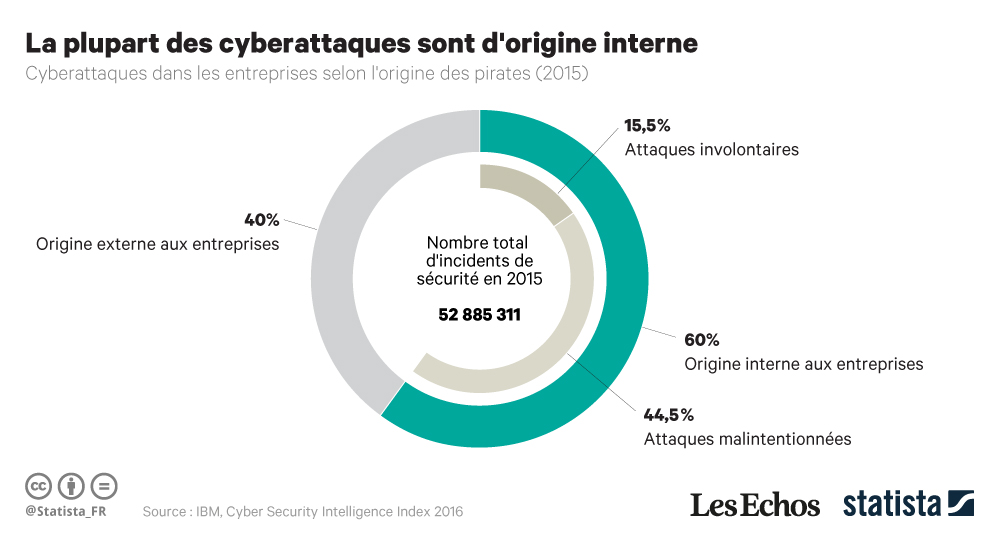 La plupart des cyberattaques sont d'origine interne
Cyberattaques dans les entreprises selon l'origine des pirates (2015)
15,5%
Attaques involontaires
40%
Origine externe aux entreprises
Nombre total
d'incidents de
sécurité en 2015
52 885 311
60%
Origine interne aux entreprises
44,5%
Attaques malintentionnées
cc
@Statista_FR
Source : IBM, Cyber Security Intelligence Index 2016
Les Echos
statista